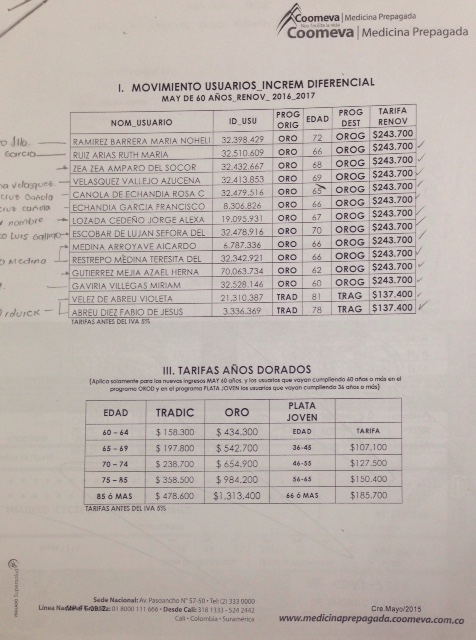 Coomeva | Medicina Prepagada
Coomeva | Medicina Prepagada
I. MOVIMIENTO USUARIOS_INCREM DIFERENCIAL
MAY DE 60 AÑOS_RENOV_ 2016_2017
NOM_USUARIO ID_USU PROG ORIG EDAD PROG DEST TARIFA RENOV
RAMIREZ BARRERA MARIA NOHELI 32.398.429 ORO 72 OROG $243.700
Garcia RUIZ ARIAS RUTH MARIA 32.510.609 ORO 66 OROG $243.700
ZEA ZEA AMPARO DEL SOCOR 32.432.667 ORO 68 OROG $243.700
VELASQUEZ VALLEJO AZUCENA 32.413.853 ORO 69 OROG $243.700
CANOLA DE ECHANDIA ROSA C 32.479.516 ORO 65 OROG $243.700
ECHANDIA GARCIA FRANCISCO 8.306.826 ORO 66 OROG $243.700
nombre LOZADA CEDEÑO JORGE ALEXA 19.095.931 ORO 67 OROG $243.700
ESCOBAR DE LUJAN SEFORA DEL 32.478.916 ORO 70 OROG $243.700
MEDINA ARROYAVE AICARDO 6.787.336 ORO 66 OROG $243.700
Medina RESTREPO MEDINA TERESITA DEL 32.342.921 ORO 66 OROG $243.700
GUTIERREZ MEJIA AZAEL HERNA 70.063.734 ORO 62 OROG $243.700
GAVIRIA VILLEGAS MIRIAM 32.528.146 ORO 60 OROG $243.700
VELEZ DE ABREU VIOLETA 21.310.387 TRAD 81 TRAG $137.400
ABREU DIEZ FABIO DE JESUS 3.336.369 TRAD 78 TRAG $137.400
TARIFAS ANTES DEL IVA 5%
III. TARIFAS AÑOS DORADOS
(Aplica solamente para los nuevos ingresos MAY 60 años, y los usuarios que vayan cumpliendo 60 años o más en el
programa OROD y en el programa PLATA JOVEN los usuarios que vayan cumpliendo 36 años o más)
EDAD TRADIC ORO PLATA JOVEN
EDAD TARIFA
60 – 64 $ 158.300 $ 434.300 36-45 $107.100
65 – 69 $ 197.800 $ 542.700 46-55 $127.500
70 – 74 $ 238.700 $ 654.900 56-65 $150.400
75 – 85 $ 358.500 $ 984.200 66 ó MAS $185.700
85 ó MAS $ 478.600 $1.313.400
TARIFAS ANTES DEL IVA 5%
Sede Nacional: Av. Pasoancho N° 57-50 • Tel: (2) 333 0000
Línea Nal. 01 8000 111 666 • Desde Cali: 318 1333 - 524 2442
Cali • Colombia • Suramérica
Cre.Mayo/2015
www.medicinaprepagada.coomeva.com.co